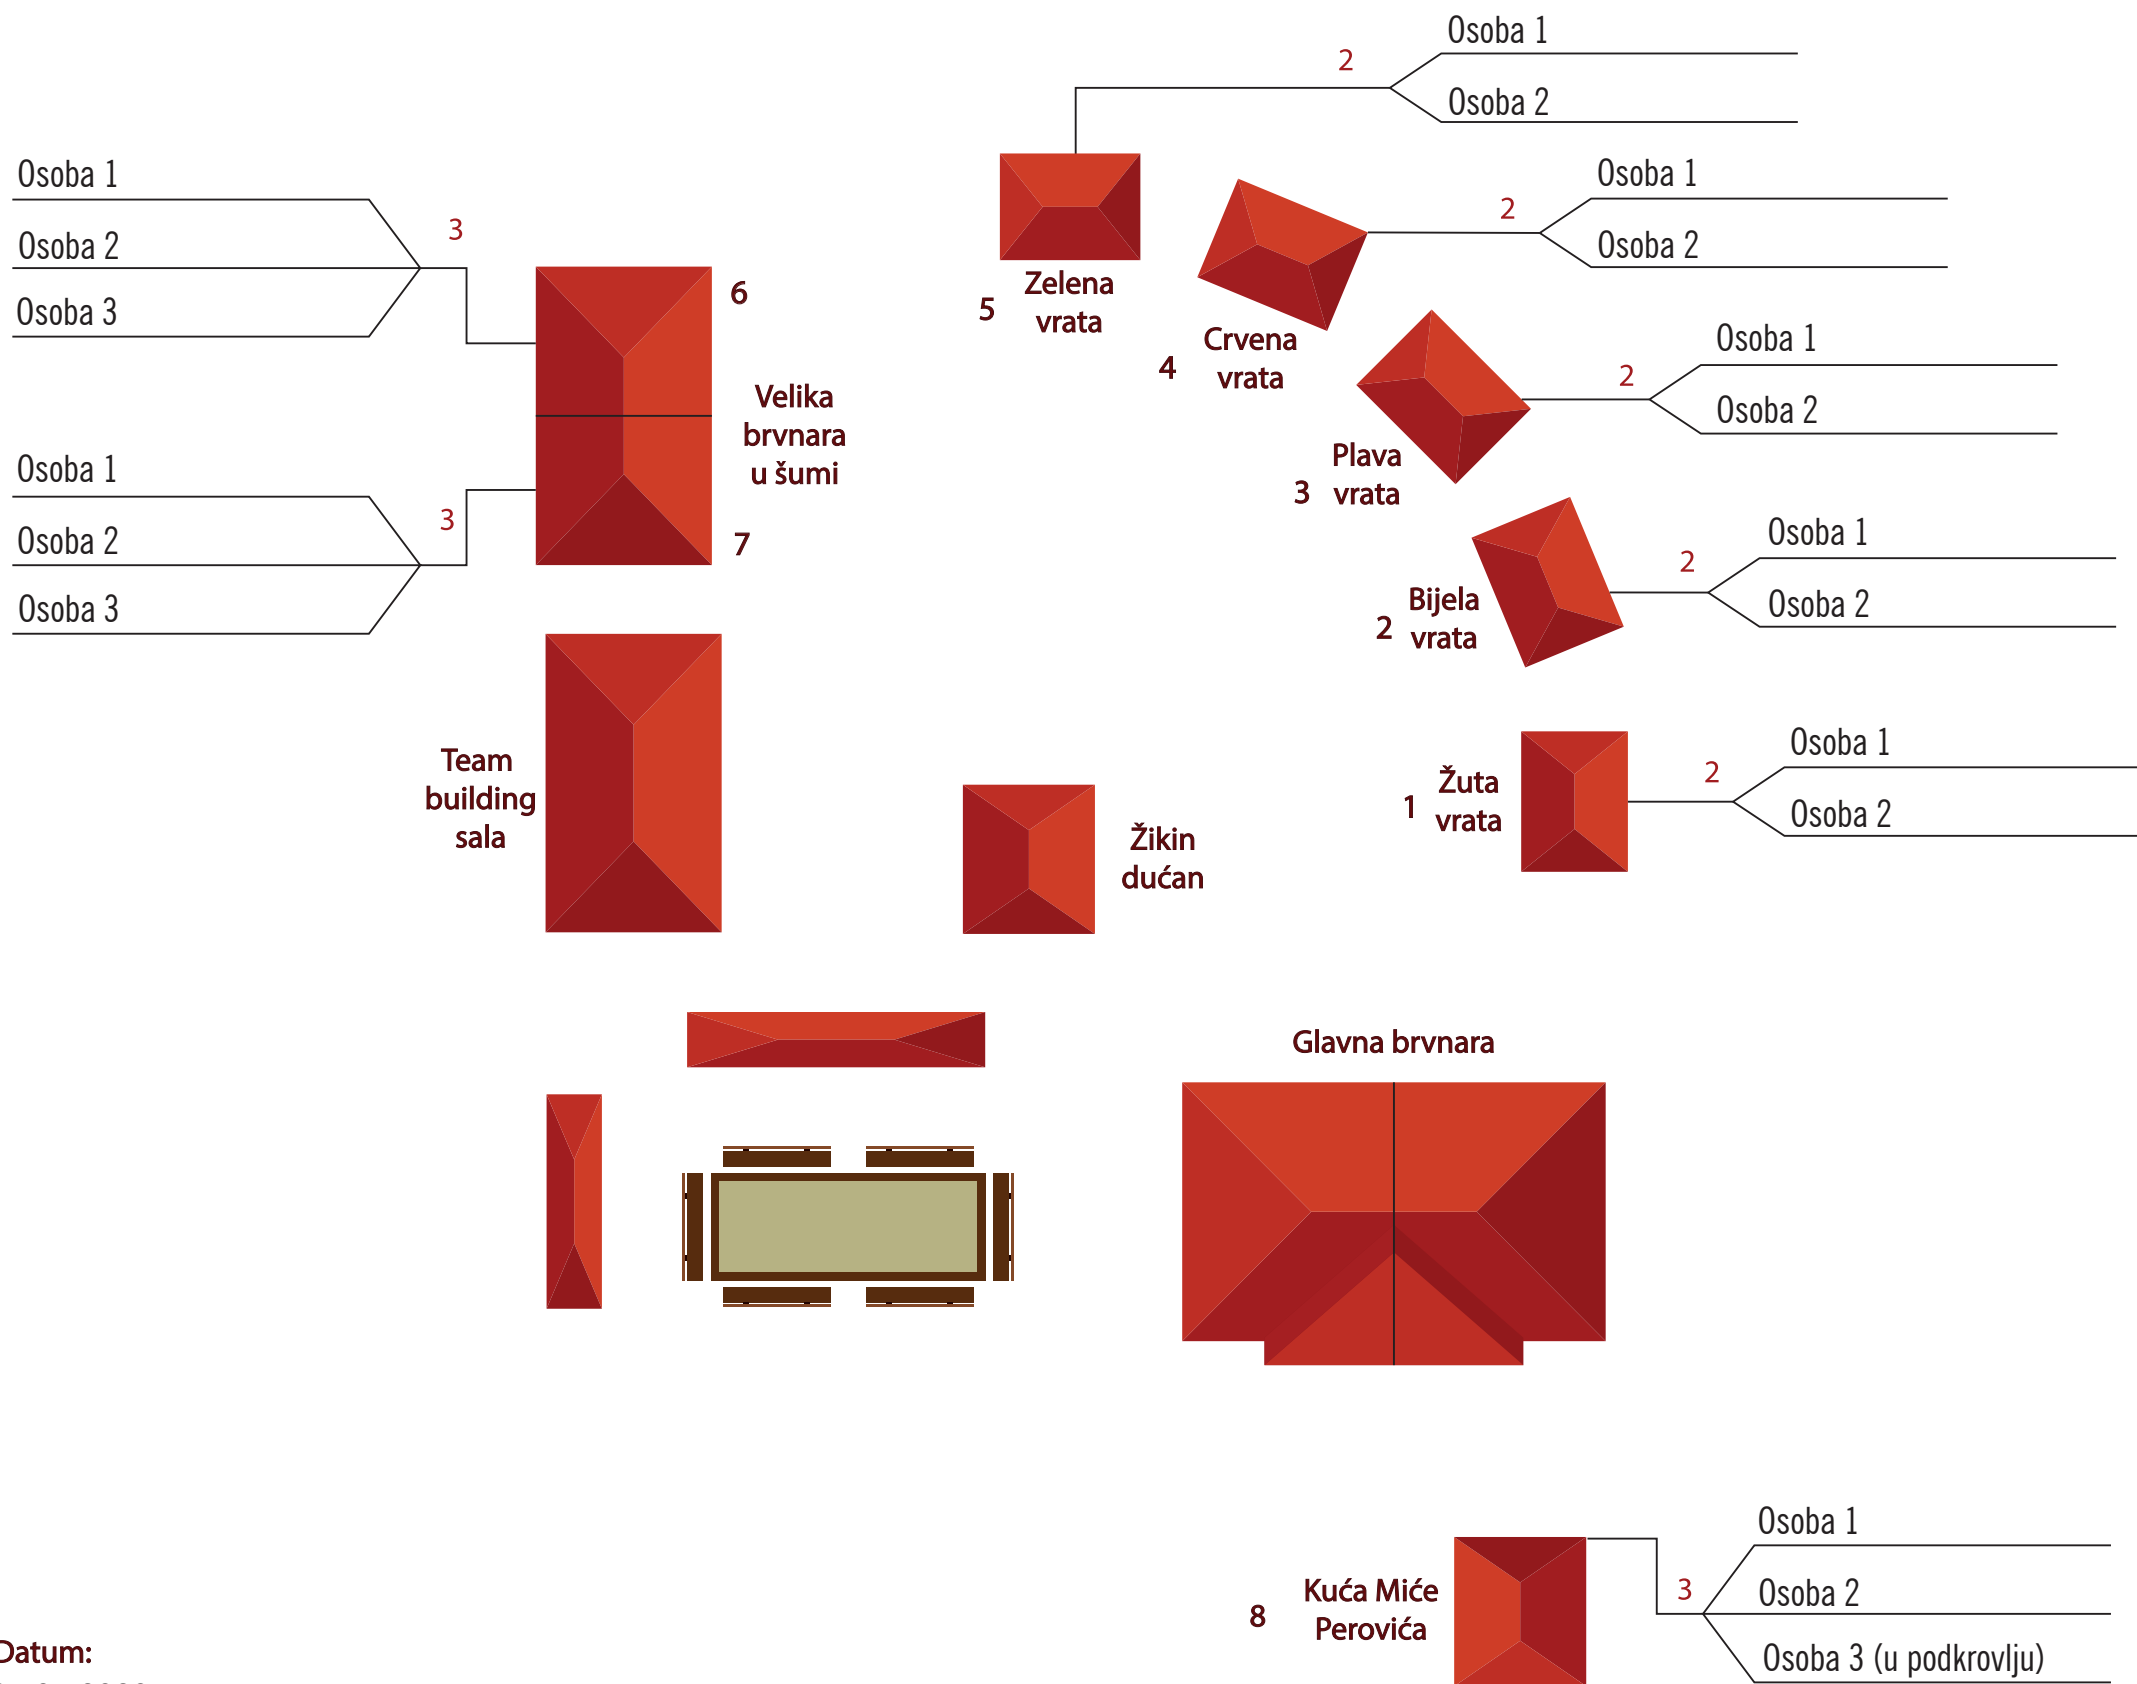 Osoba 1
2
Osoba 2
Osoba 1
2
Osoba 2
Osoba 1
3
Osoba 2
Osoba 3
6
Zelena
vrata
5
Crvena
vrata
4
Osoba 1
2
Osoba 2
Velika
brvnara
u šumi
Plava
vrata
3
Osoba 1
3
Osoba 2
Osoba 3
7
Osoba 1
2
Osoba 2
Bijela
vrata
2
Team
building
sala
Žikin
dućan
1
Žuta
vrata
Osoba 1
2
Osoba 2
Glavna brvnara
8
Kuća Miće
Perovića
Osoba 1
3
Osoba 2
Osoba 3 (u podkrovlju)
Datum: